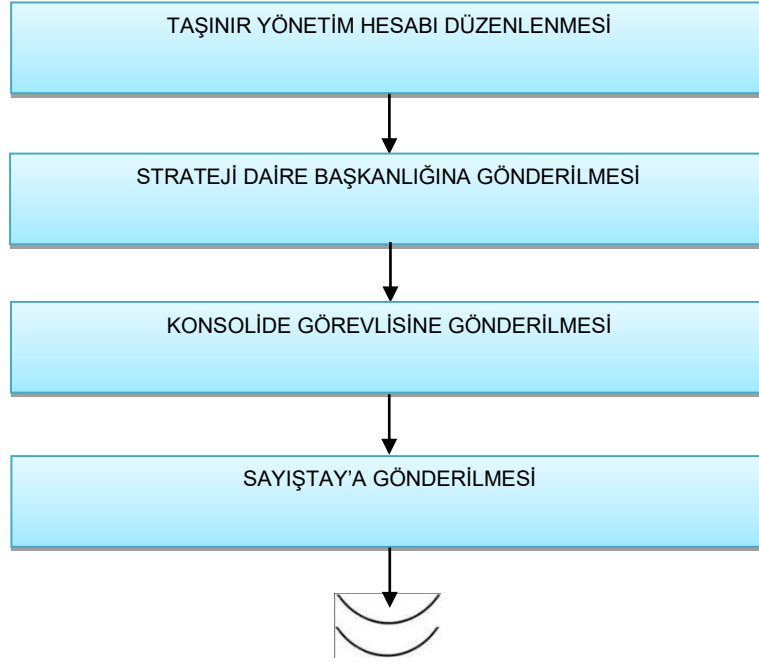 TAŞINIR YÖNETİM HESABI DÜZENLENMESİ
STRATEJİ DAİRE BAŞKANLIĞINA GÖNDERİLMESİ
KONSOLİDE GÖREVLİSİNE GÖNDERİLMESİ
SAYIŞTAY’A GÖNDERİLMESİ